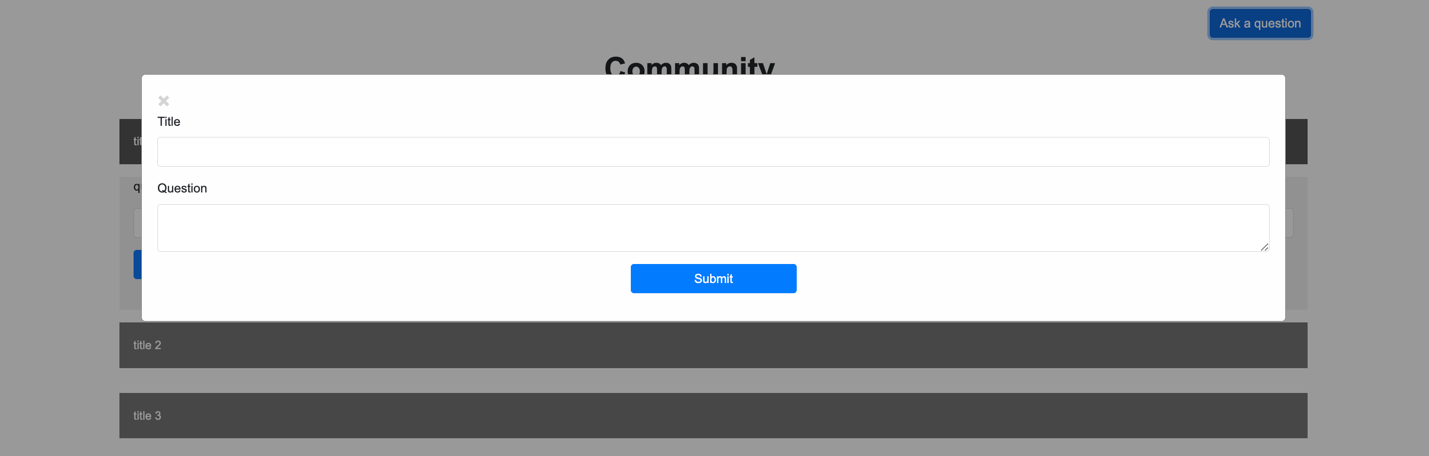 Ask a question
Community
Title
Question
Submit
title 2
title 3